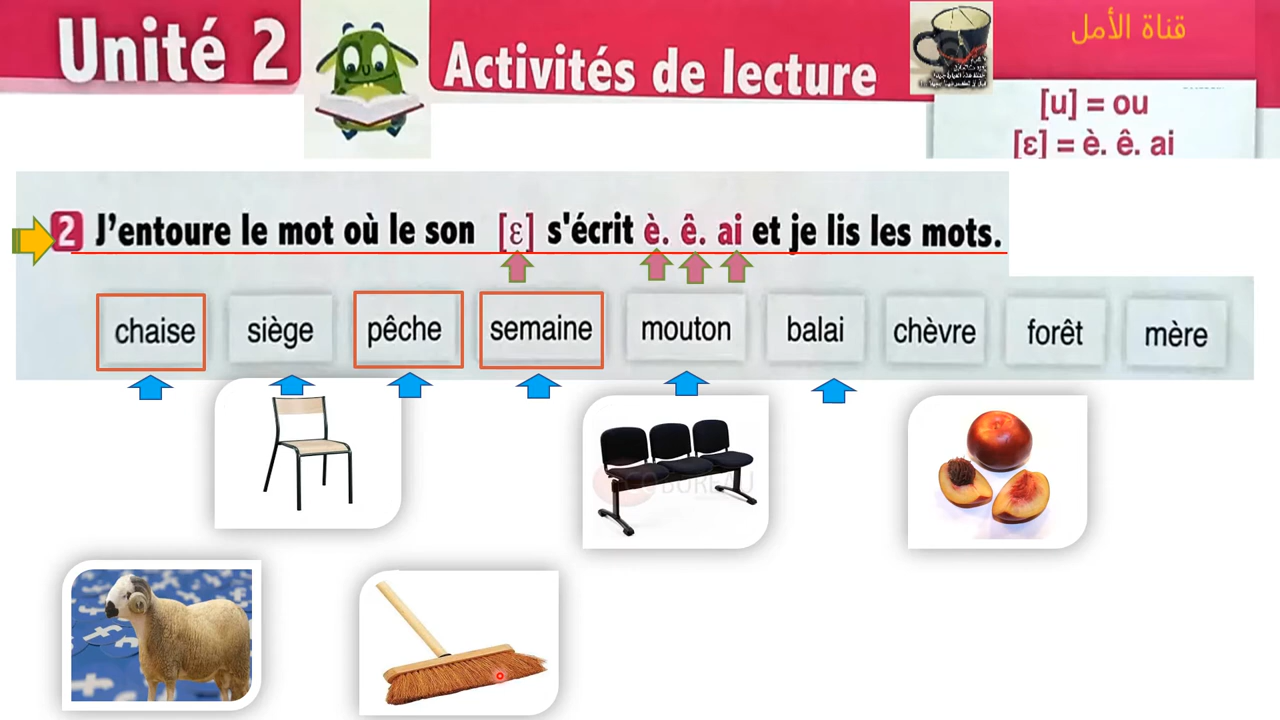 Unité 2
Activités de lecture
قناة الأمل
[u] = ou
[ɛ] = è. ê. ai
2 J'entoure le mot où le son [ɛ] s'écrit è. ê. ai et je lis les mots.
chaise siège pêche semaine mouton balai chèvre forêt mère